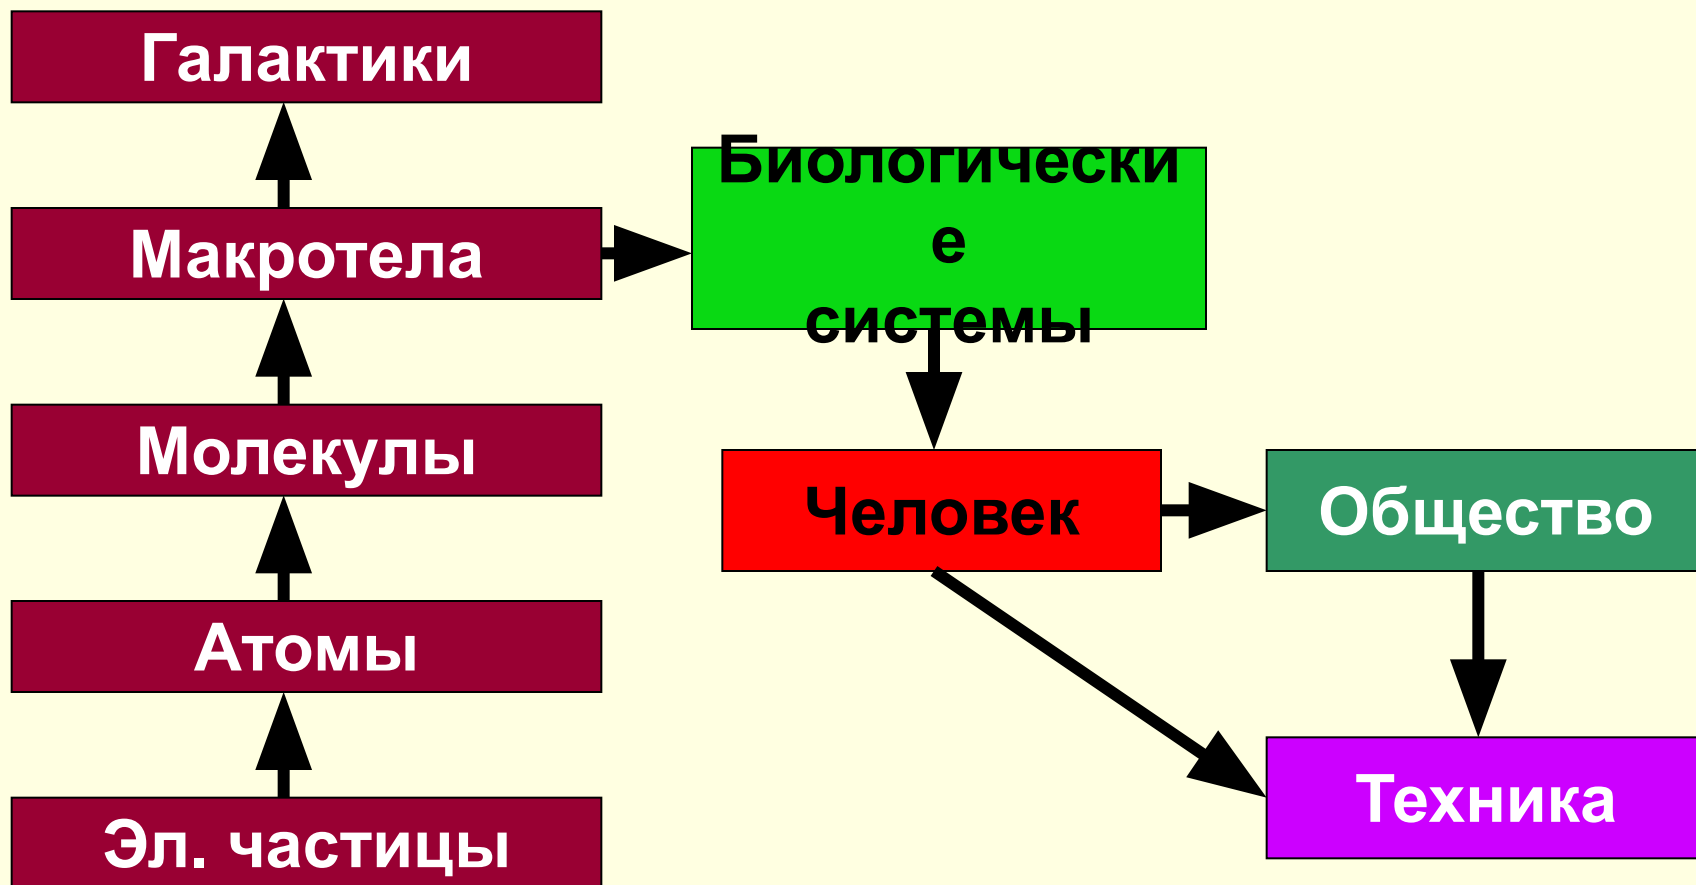 Галактики
Биологически
е
системы
Макротела
Молекулы
Человек
Общество
Атомы
Техника
Эл. частицы